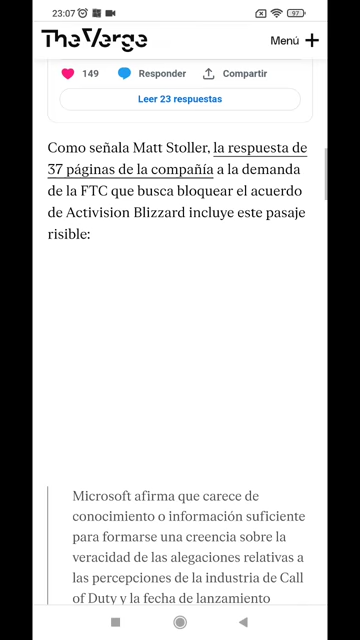 23:07
97
The Verge
Menú
149 Responder Compartir
Leer 23 respuestas
Como señala Matt Stoller, la respuesta de
37 páginas de la compañía a la demanda
de la FTC que busca bloquear el acuerdo
de Activision Blizzard incluye este pasaje
risible:
Microsoft afirma que carece de
conocimiento o información suficiente
para formarse una creencia sobre la
veracidad de las alegaciones relativas a
las percepciones de la industria de Call
of Duty y la fecha de lanzamiento